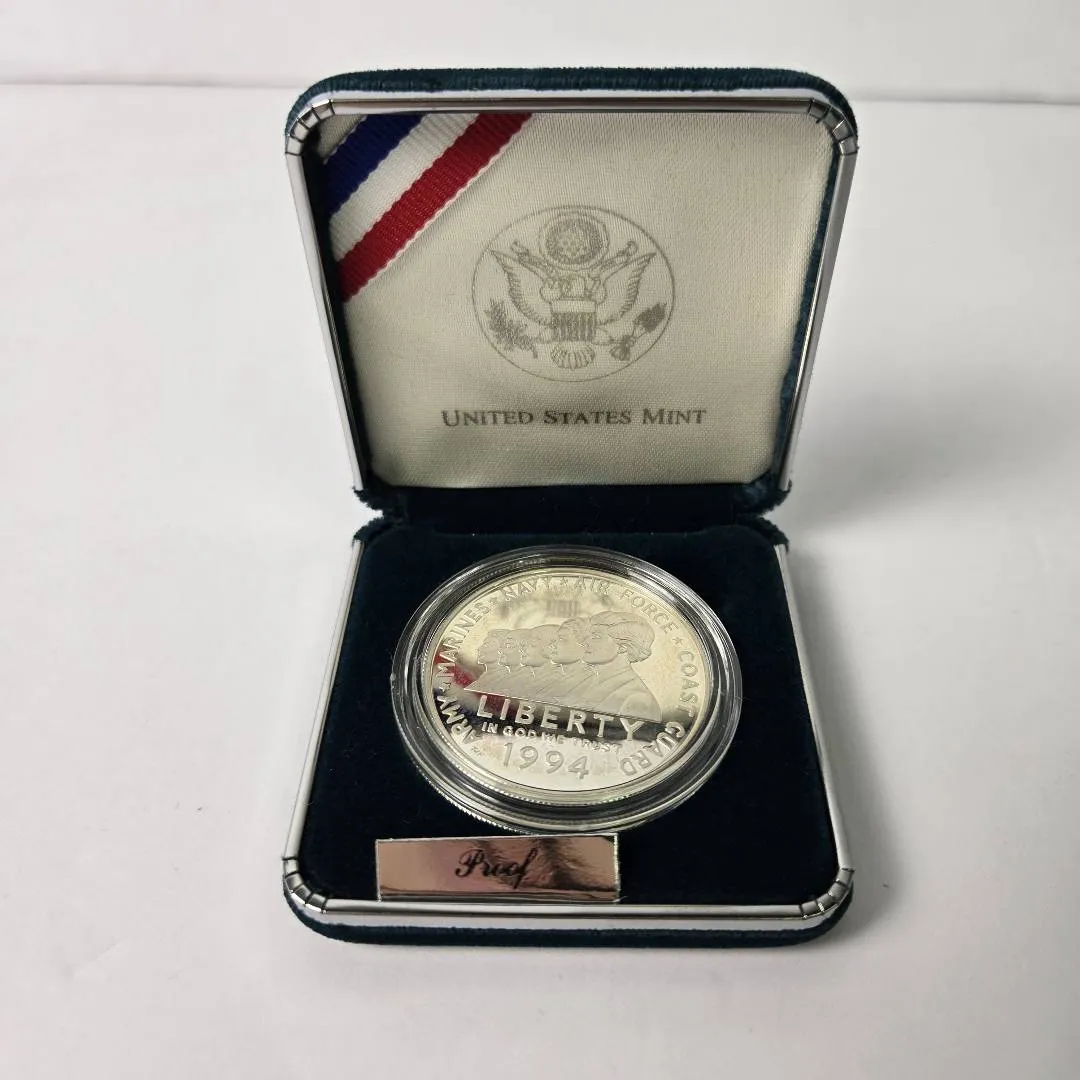 UNITED STATES MINT
ARMY ★ MARINES ★ NAVY ★ AIR FORCE ★ COAST GUARD
LIBERTY
IN GOD WE TRUST
1994
Proof